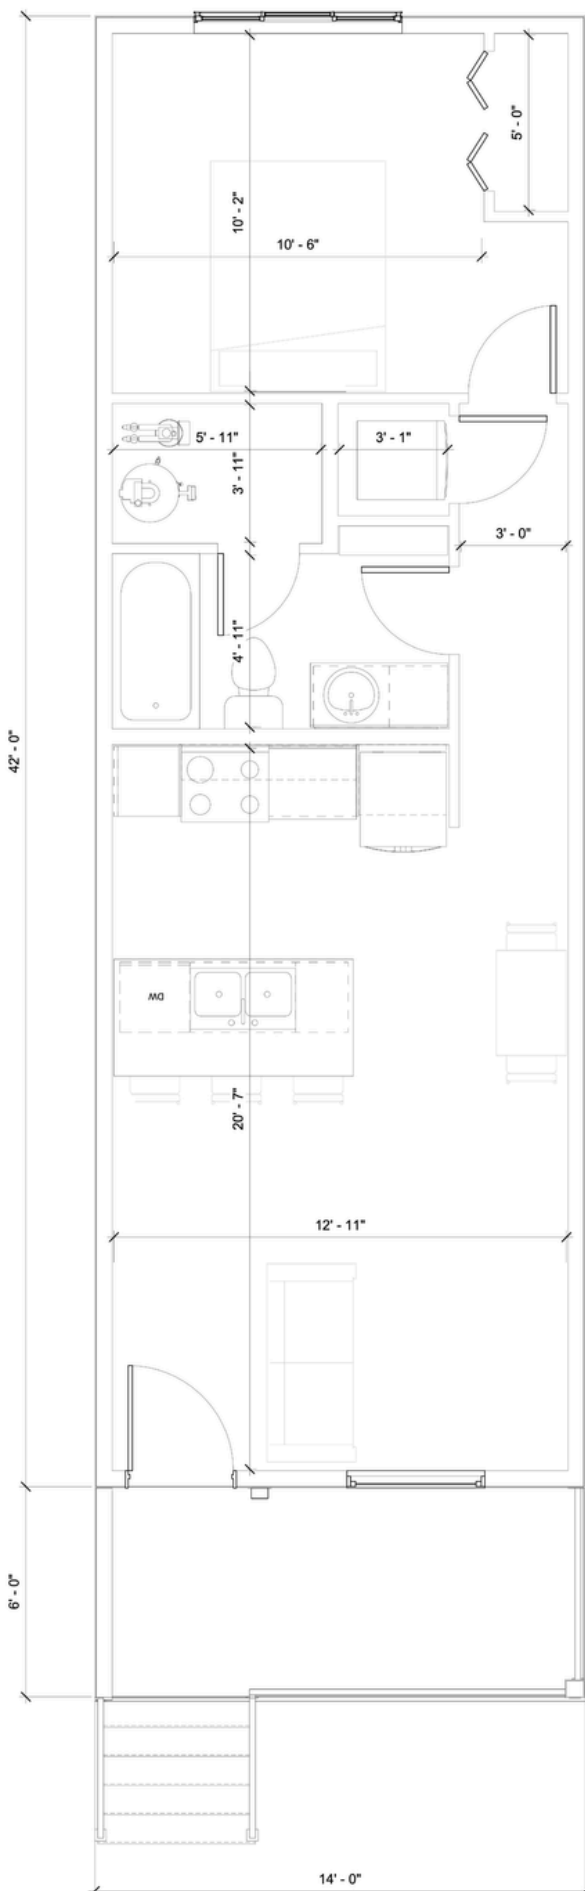 5' - 0"
10' - 2"
10' - 6"
5' - 11"
3' - 1"
3' - 11"
3' - 0"
4' - 11"
42' - 0"
DW
20' - 7"
12' - 11"
6' - 0"
14' - 0"